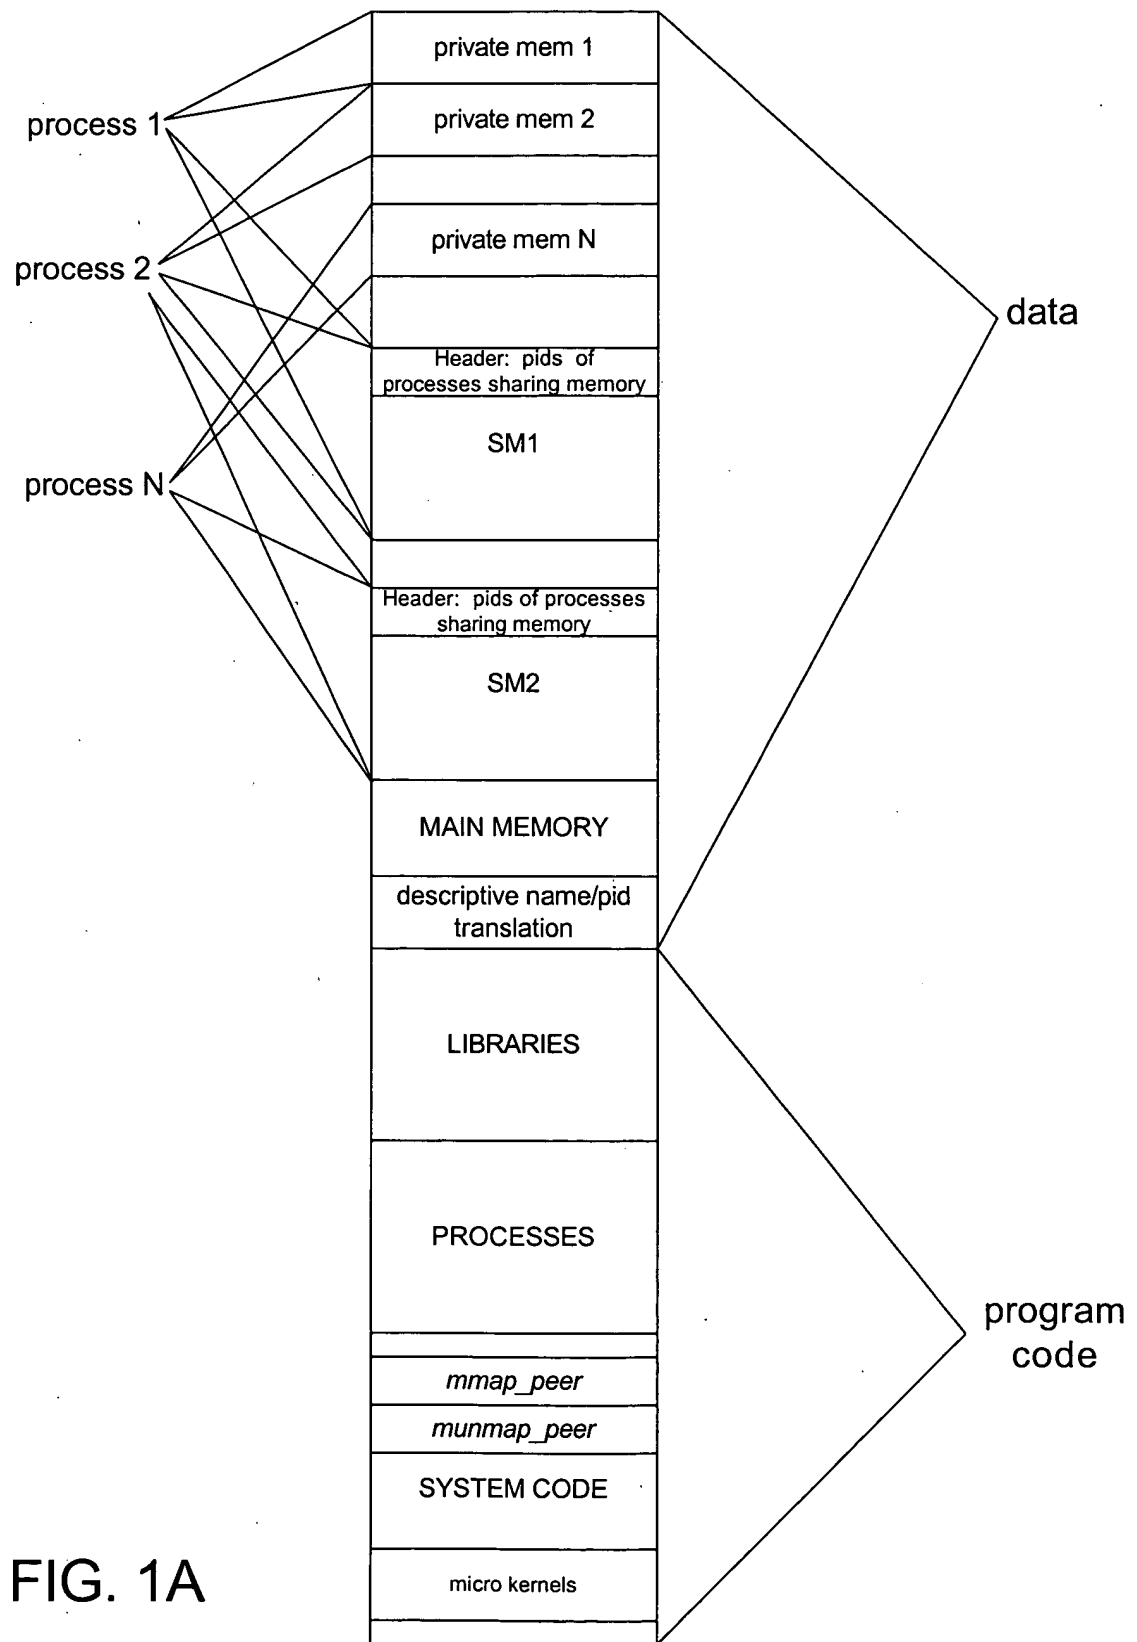 private mem 1
process 1
private mem 2
process 2
private mem N
data
Header: pids of
processes sharing memory
SM1
process N
Header: pids of processes
sharing memory
SM2
MAIN MEMORY
descriptive name/pid
translation
LIBRARIES
PROCESSES
program
code
mmap_peer
munmap_peer
SYSTEM CODE
micro kernels
FIG. 1A